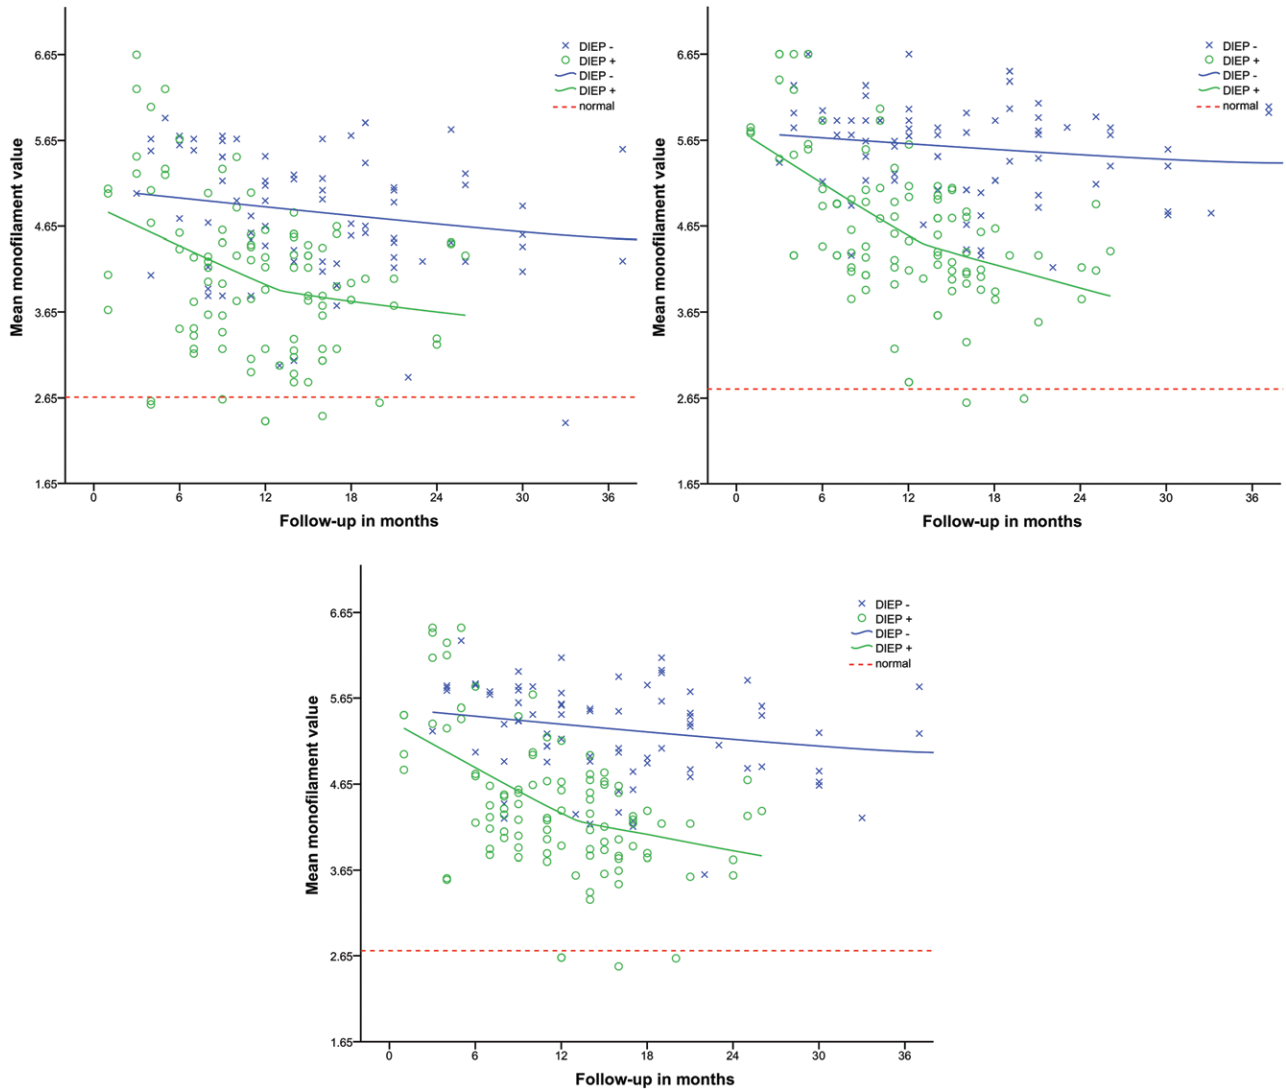 6.65
5.65
4.65
3.65
2.65
1.65
Mean monofilament value
DIEP -
DIEP +
DIEP -
DIEP +
normal
0 6 12 18 24 30 36
Follow-up in months
6.65
5.65
4.65
3.65
2.65
1.65
Mean monofilament value
DIEP -
DIEP +
DIEP -
DIEP +
normal
0 6 12 18 24 30 36
Follow-up in months
6.65
5.65
4.65
3.65
2.65
1.65
Mean monofilament value
DIEP -
DIEP +
DIEP -
DIEP +
normal
0 6 12 18 24 30 36
Follow-up in months